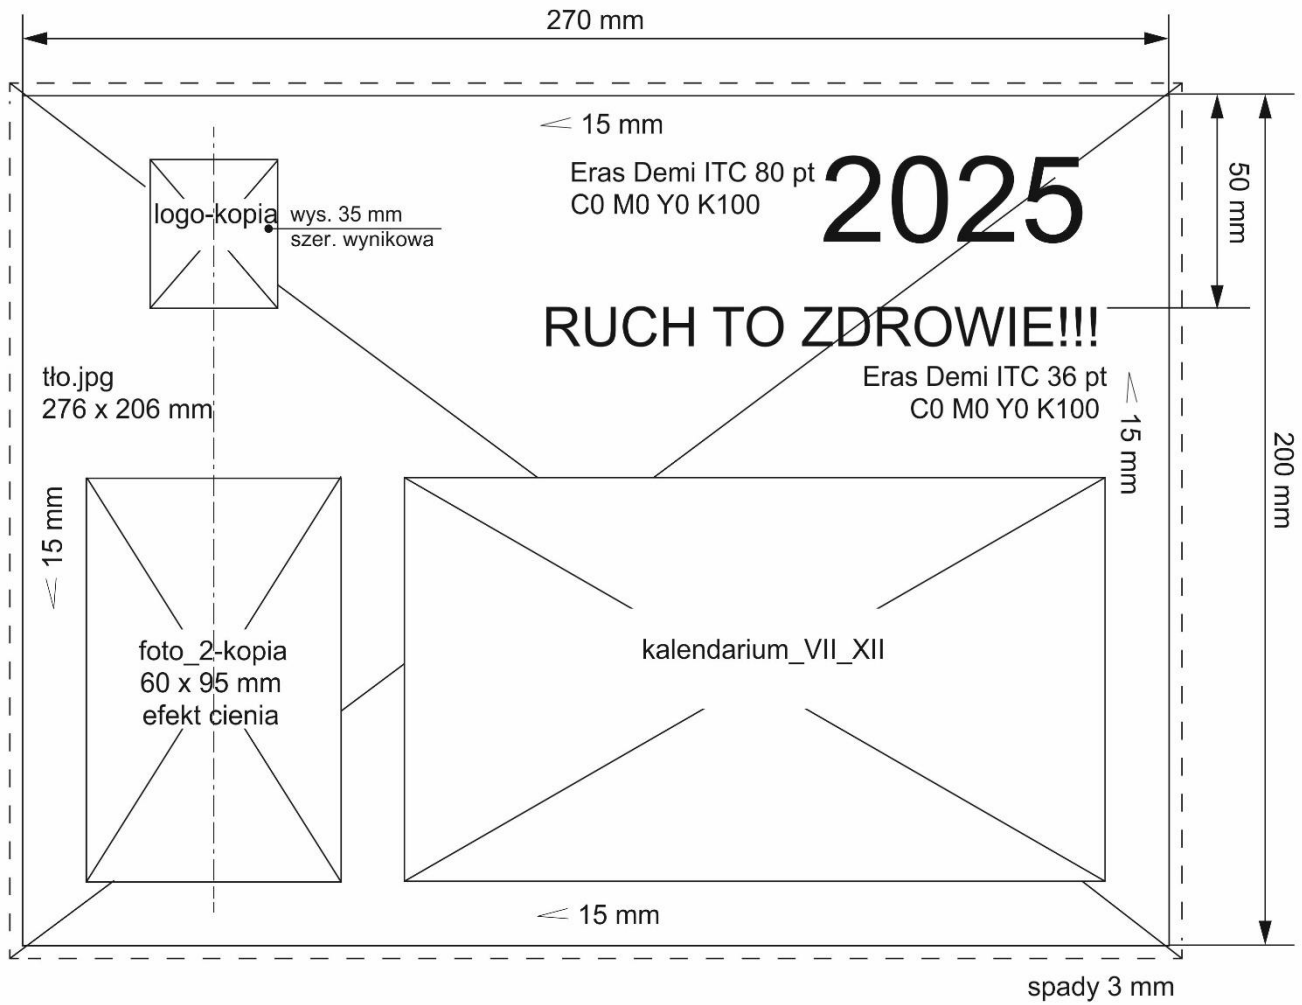 270 mm
< 15 mm
Eras Demi ITC 80 pt
C0 M0 Y0 K100
2025
50 mm
logo-kopia
wys. 35 mm
szer. wynikowa
RUCH TO ZDROWIE!!!
Eras Demi ITC 36 pt
C0 M0 Y0 K100
tło.jpg
276 x 206 mm
< 15 mm
200 mm
< 15 mm
foto_2-kopia
60 x 95 mm
efekt cienia
kalendarium_VII_XII
< 15 mm
spady 3 mm